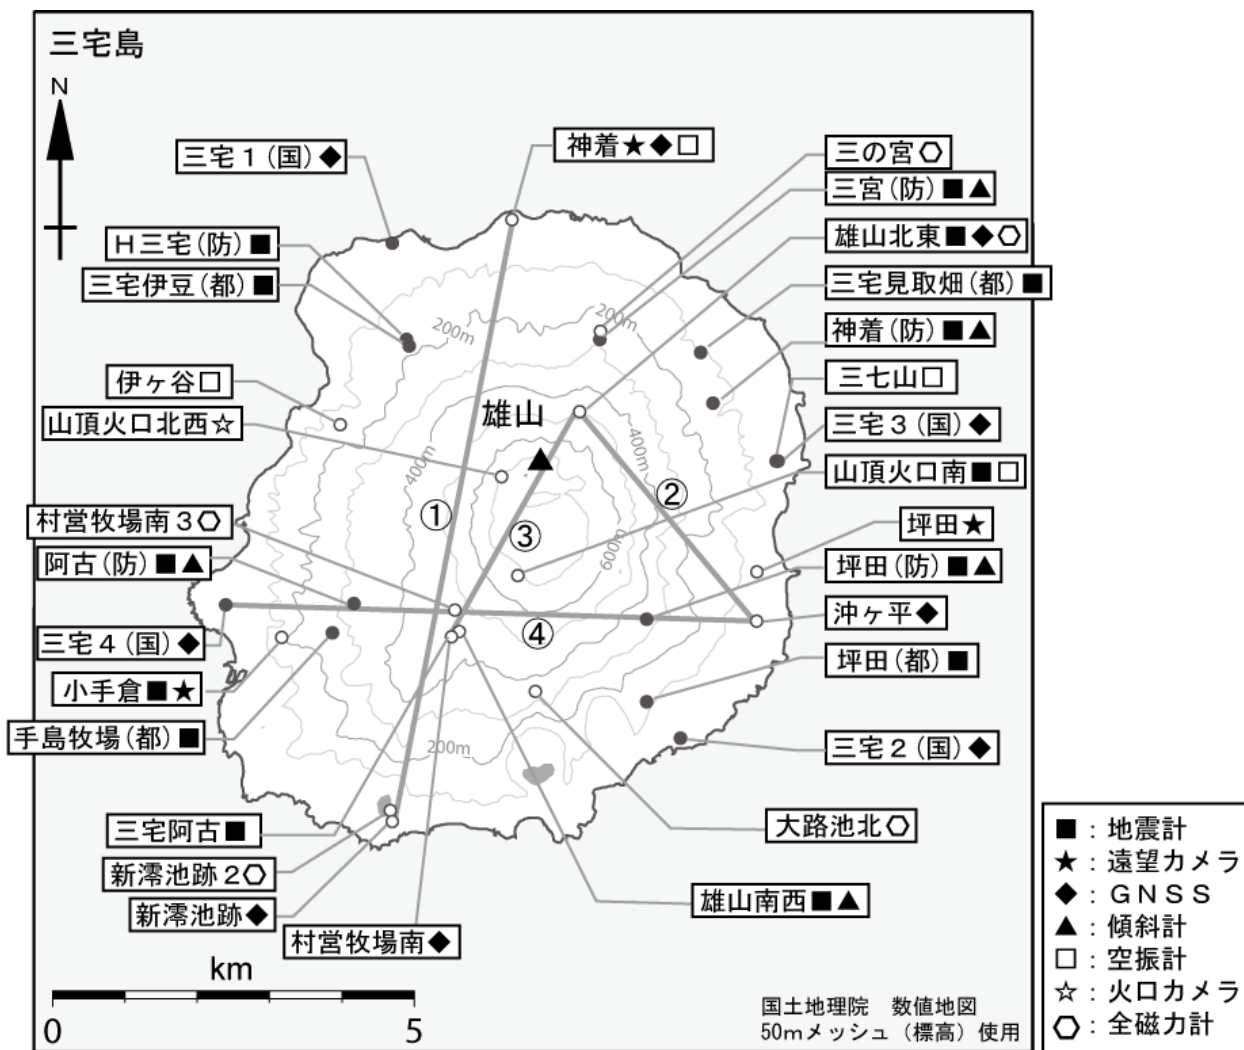 三宅島
N
神着★◆□
三宅1(国)◆
三の宮⬡
三宮(防)■▲
H三宅(防)■
雄山北東■◆⬡
三宅伊豆(都)■
三宅見取畑(都)■
200m
200m
神着(防)■▲
伊ヶ谷□
三七山□
山頂火口北西☆
雄山
三宅3(国)◆
400m
400m
山頂火口南■□
②
村営牧場南3⬡
①
坪田★
③
600m
阿古(防)■▲
坪田(防)■▲
沖ヶ平◆
三宅4(国)◆
④
坪田(都)■
小手倉■★
手島牧場(都)■
200m
三宅2(国)◆
三宅阿古■
大路池北⬡
新澪池跡2⬡
雄山南西■▲
新澪池跡◆
村営牧場南◆
km
0
5
国土地理院 数値地図
50mメッシュ(標高)使用
■:地震計
★:遠望カメラ
◆:GNSS
▲:傾斜計
□:空振計
☆:火口カメラ
⬡:全磁力計